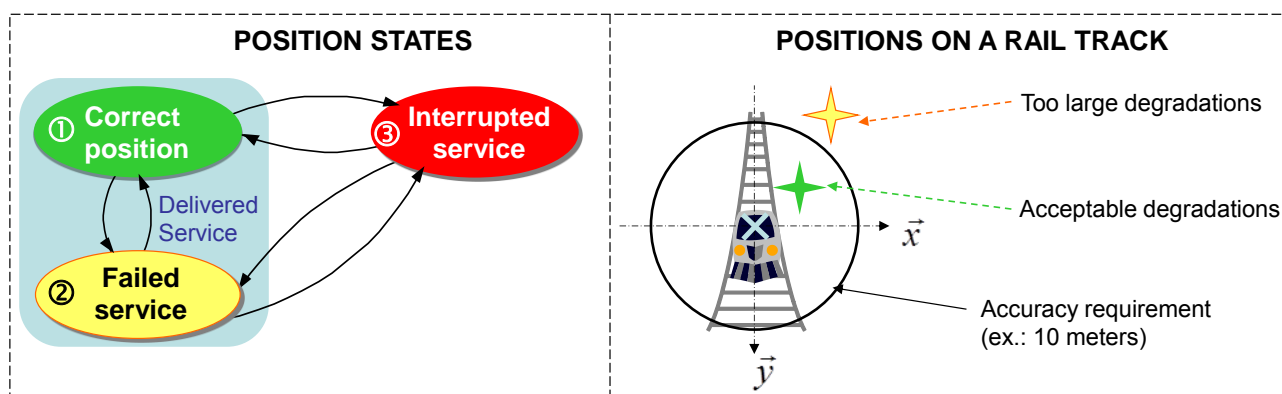 POSITION STATES
① Correct
position
③ Interrupted
service
Delivered
Service
② Failed
service
POSITIONS ON A RAIL TRACK
Too large degradations
Acceptable degradations
x⃗
Accuracy requirement
(ex.: 10 meters)
y⃗